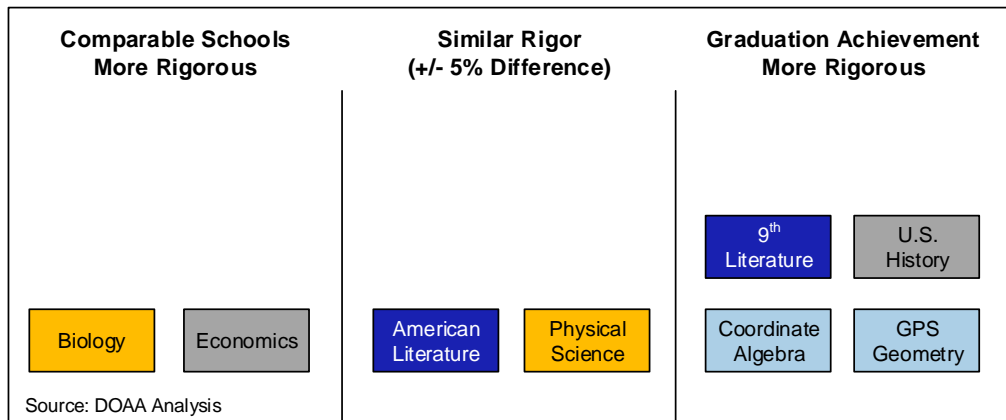 Comparable Schools
More Rigorous
Similar Rigor
(+/- 5% Difference)
Graduation Achievement
More Rigorous
9th
Literature
U.S.
History
Biology
Economics
American
Literature
Physical
Science
Coordinate
Algebra
GPS
Geometry
Source: DOAA Analysis